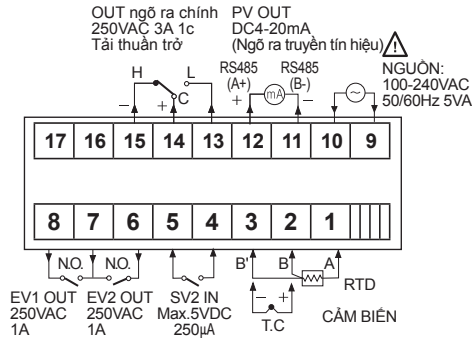 OUT ngõ ra chính
250VAC 3A 1c
Tải thuần trở
PV OUT
DC4-20mA
(Ngõ ra truyền tín hiệu)
NGUỒN:
100-240VAC
50/60Hz 5VA
H
L
C
−
+
RS485
(A+)
+
mA
RS485
(B-)
−
17 16 15 14 13 12 11 10 9
8 7 6 5 4 3 2 1
N.O.
N.O.
B'
B
A
EV1 OUT
250VAC
1A
EV2 OUT
250VAC
1A
SV2 IN
Max.5VDC
250µA
− +
T.C
RTD
CẢM BIẾN